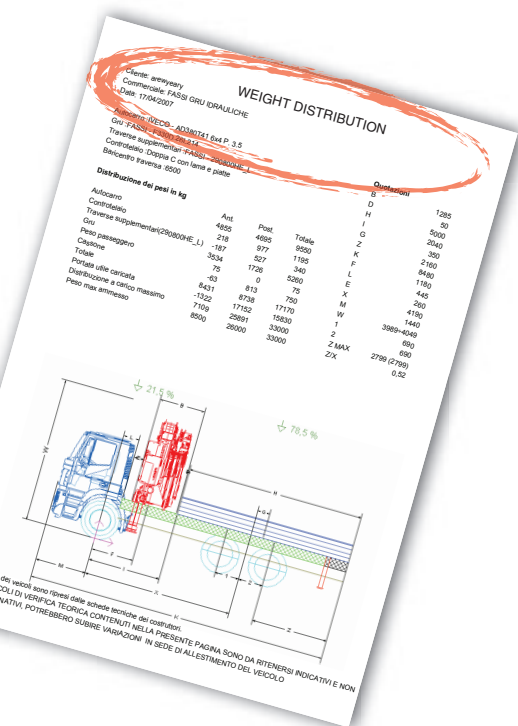 Cliente: arewyeary
Commerciale: FASSI GRU IDRAULICHE
Data: 17/04/2007
WEIGHT DISTRIBUTION
Autocarro :IVECO - AD380T41 6x4 P 3.5
Gru :FASSI -
Traverse supplementari :FASSI - 290800HE_L
Controtelaio :Doppia C con lama e piatte
Baricentro traversa :6500
Distribuzione dei pesi in kg
Ant. Post. Totale
Autocarro 4855 4695 9550
Controtelaio 218 977 1195
Traverse supplementari(290800HE_L) -187 527 340
Gru 3534 1726 5260
Peso passeggero 75 0 75
Cassone -63 813 750
Totale 8431 8738 17170
Portata utile caricata -1322 17152 15830
Distribuzione a carico massimo 7109 25891 33000
Peso max ammesso 8500 26000 33000
Quotazioni
B 1285
D 50
H 5000
I 2040
G 350
Z 2160
K 8480
F 1180
L 445
E 260
X 4190
M 1440
W 3989÷4049
1 690
2 690
Z MAX 2799 (2799)
Z/X 0,52
21,5 %
78,5 %
B
L
W
H
G
F
I
M
X
1
2
Z
K
dei veicoli sono ripresi dalle schede tecniche dei costruttori.
COLI DI VERIFICA TEORICA CONTENUTI NELLA PRESENTE PAGINA SONO DA RITENERSI INDICATIVI E NON
NATIVI, POTREBBERO SUBIRE VARIAZIONI IN SEDE DI ALLESTIMENTO DEL VEICOLO